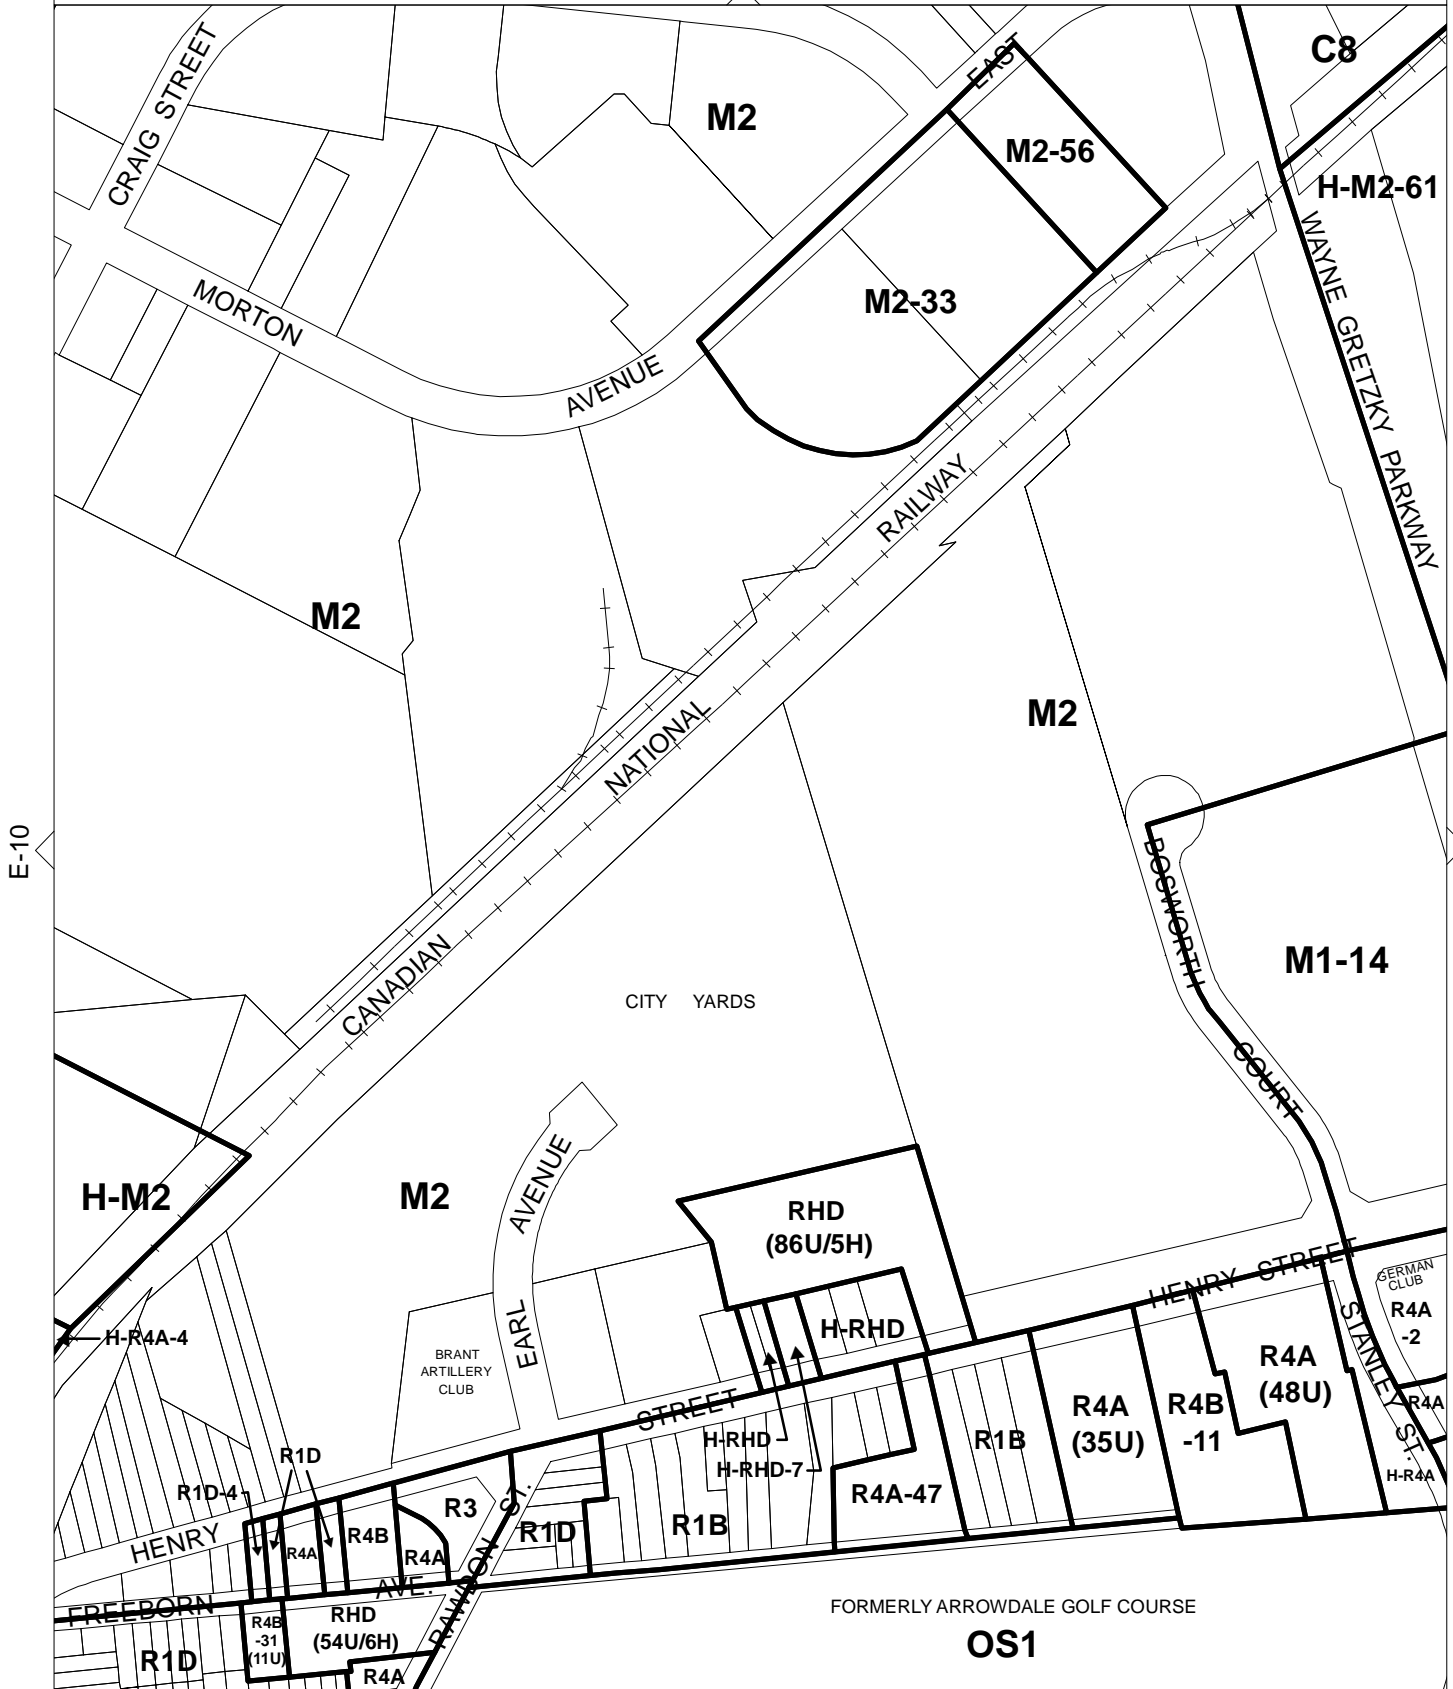 CRAIG STREET
EAST
C8
M2
M2-56
H-M2-61
WAYNE GRETZKY PARKWAY
M2-33
MORTON
AVENUE
RAILWAY
M2
NATIONAL
M2
E-10
BOSWORTH
M1-14
CANADIAN
CITY YARDS
COURT
AVENUE
H-M2
M2
RHD
(86U/5H)
HENRY STREET
GERMAN
CLUB
R4A
-2
H-R4A-4
EARL
H-RHD
STANLEY ST.
BRANT
ARTILLERY
CLUB
R4A
(48U)
R4A
(35U)
R4B
-11
R4A
STREET
H-RHD
H-RHD-7
R1B
H-R4A
R1D
R1D-4
R4A-47
R3
RAWDON ST.
R1D
R1B
HENRY
R4A
R4B
R4A
AVE.
FREEBORN
R4B
-31
(11U)
RHD
(54U/6H)
FORMERLY ARROWDALE GOLF COURSE
OS1
R1D
R4A